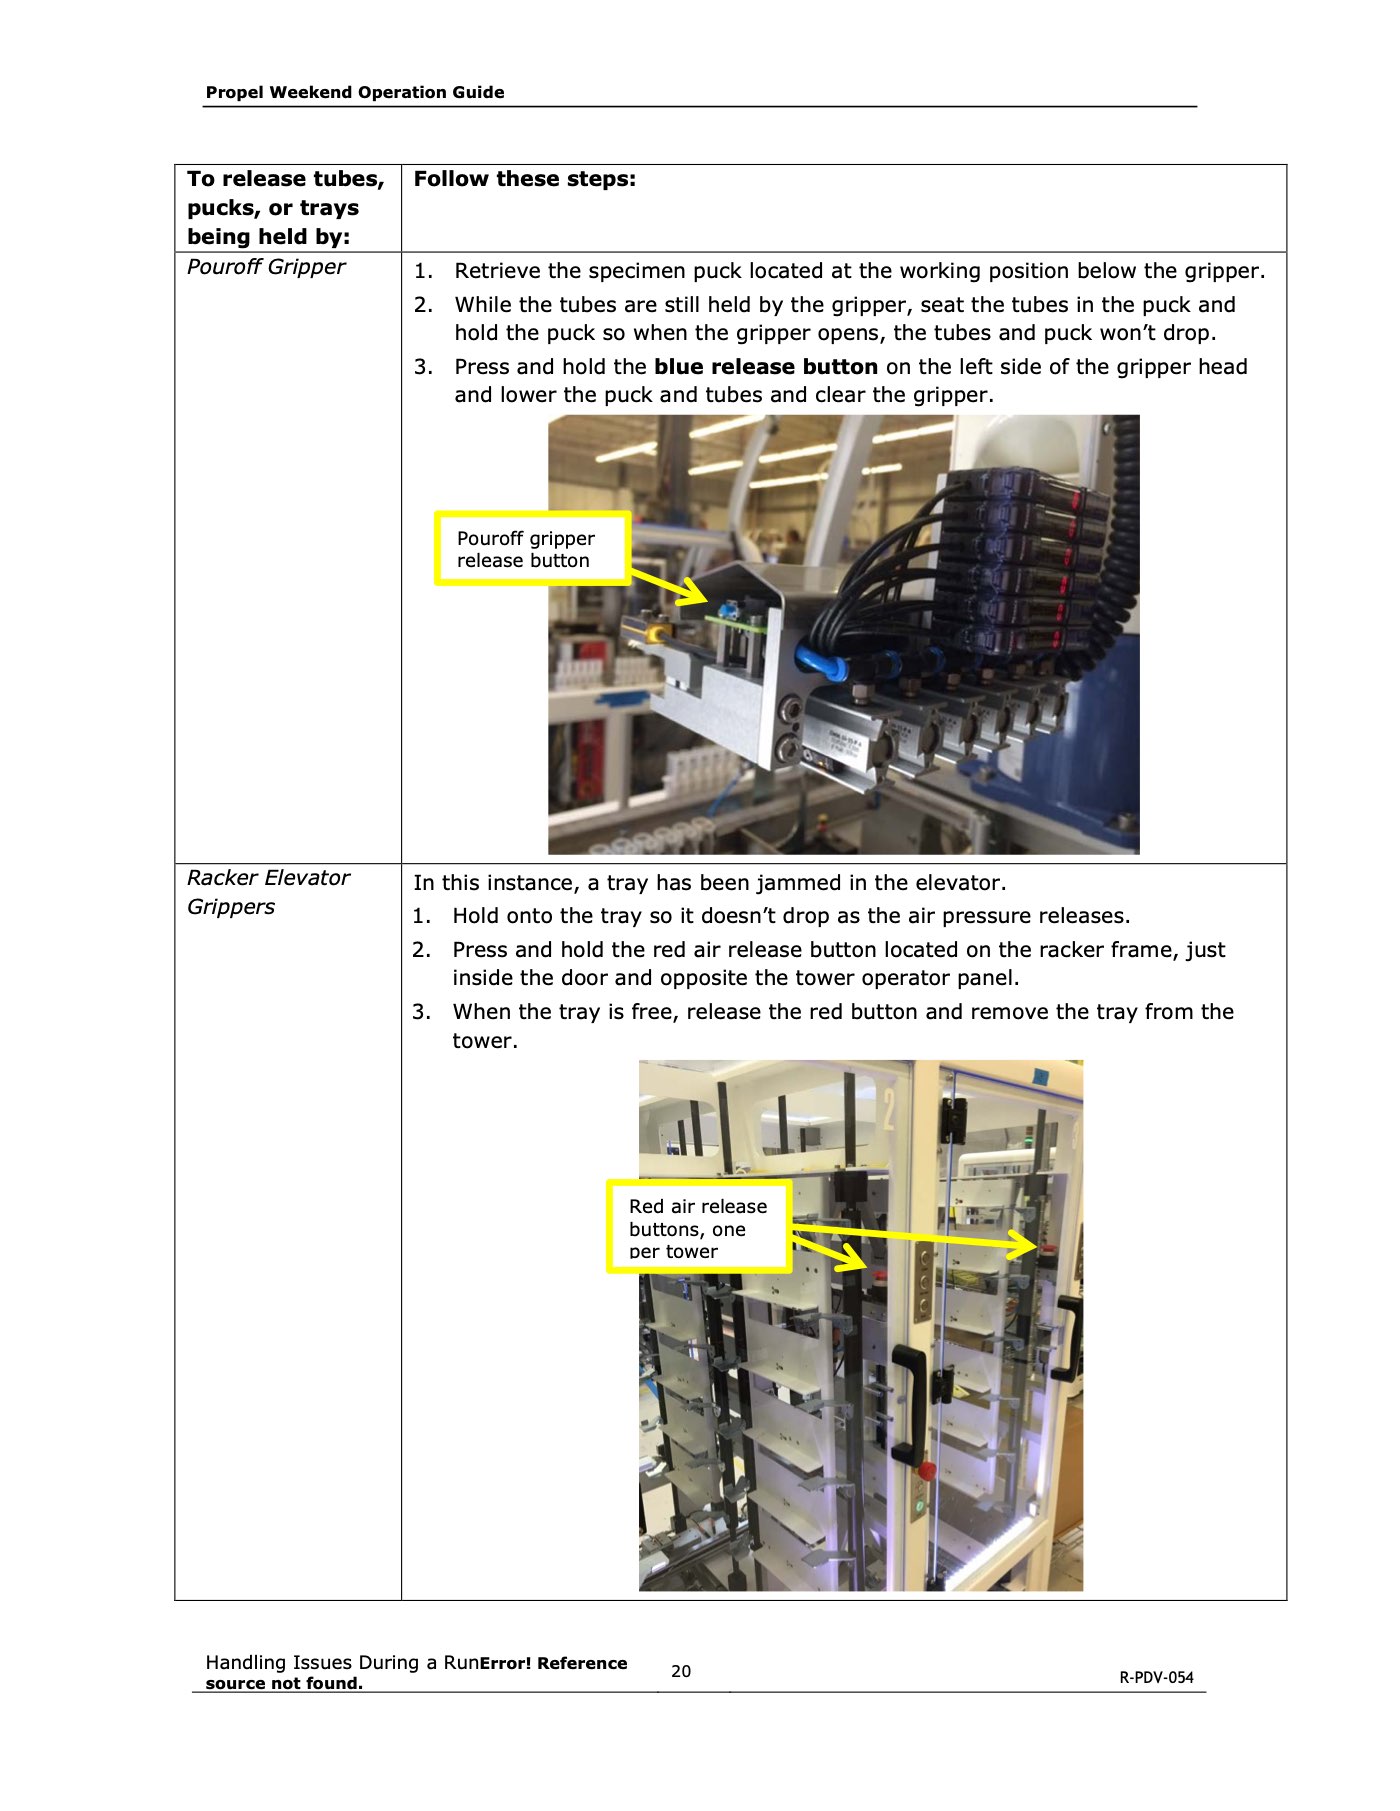 Propel Weekend Operation Guide
To release tubes,
pucks, or trays
being held by:
Follow these steps:
Pouroff Gripper
1. Retrieve the specimen puck located at the working position below the gripper.
2. While the tubes are still held by the gripper, seat the tubes in the puck and
hold the puck so when the gripper opens, the tubes and puck won’t drop.
3. Press and hold the blue release button on the left side of the gripper head
and lower the puck and tubes and clear the gripper.
Pouroff gripper
release button
Racker Elevator
Grippers
In this instance, a tray has been jammed in the elevator.
1. Hold onto the tray so it doesn’t drop as the air pressure releases.
2. Press and hold the red air release button located on the racker frame, just
inside the door and opposite the tower operator panel.
3. When the tray is free, release the red button and remove the tray from the
tower.
2
Red air release
buttons, one
per tower
Handling Issues During a RunError! Reference
source not found.
20
R-PDV-054